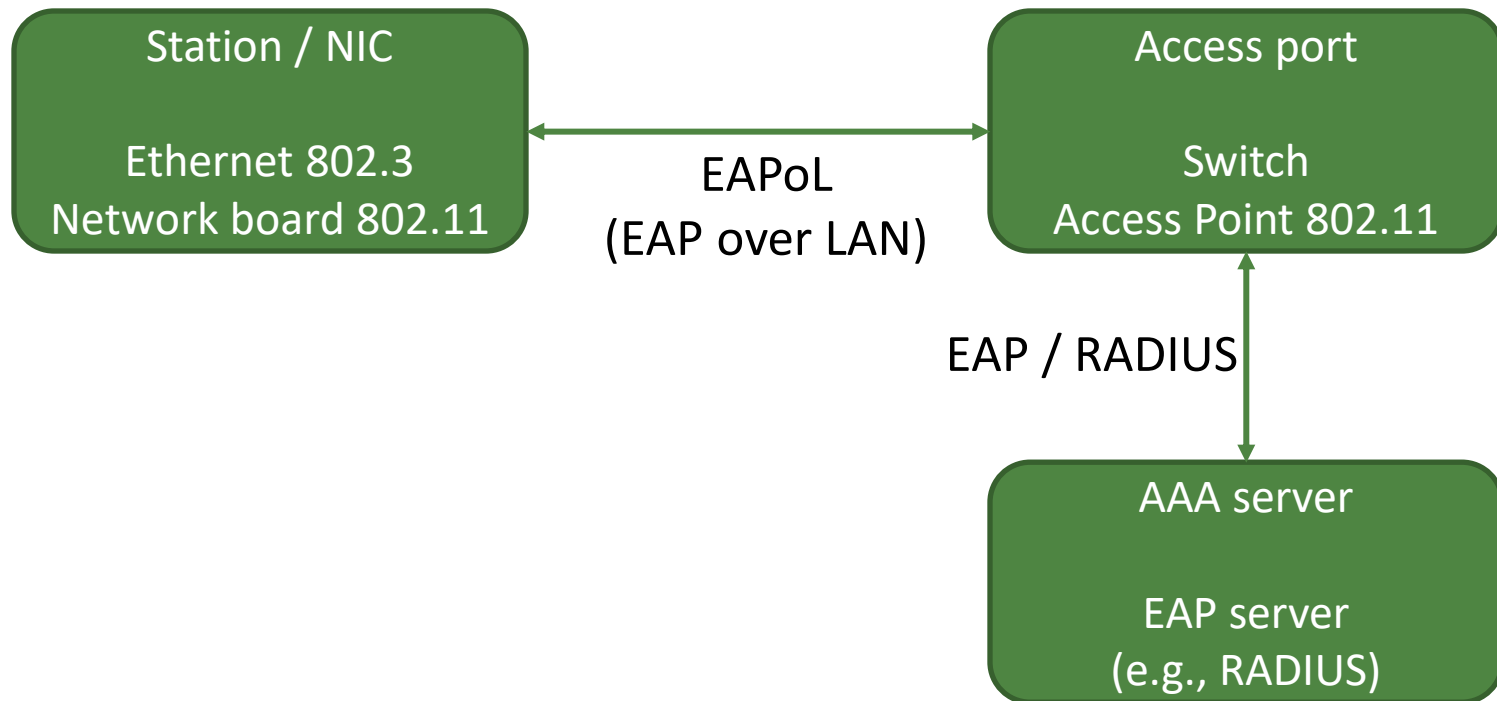 Station / NIC
Ethernet 802.3
Network board 802.11
EAPoL
(EAP over LAN)
Access port
Switch
Access Point 802.11
EAP / RADIUS
AAA server
EAP server
(e.g., RADIUS)